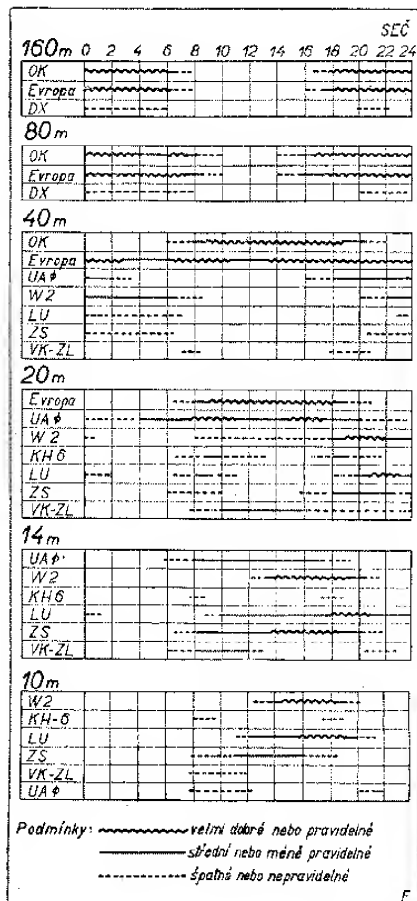 SEČ
160m 0 2 4 6 8 10 12 14 16 18 20 22 24
OK
Evropa
DX
80m
OK
Evropa
DX
40m
OK
Evropa
UAϕ
W2
LU
ZS
VK-ZL
20m
Evropa
UAϕ
W2
KH6
LU
ZS
VK-ZL
14m
UAϕ
W2
KH6
LU
ZS
VK-ZL
10m
W2
KH-6
LU
ZS
VK-ZL
UAϕ
Podmínky: velmi dobré nebo pravidelné
střední nebo méně pravidelné
špatné nebo nepravidelné